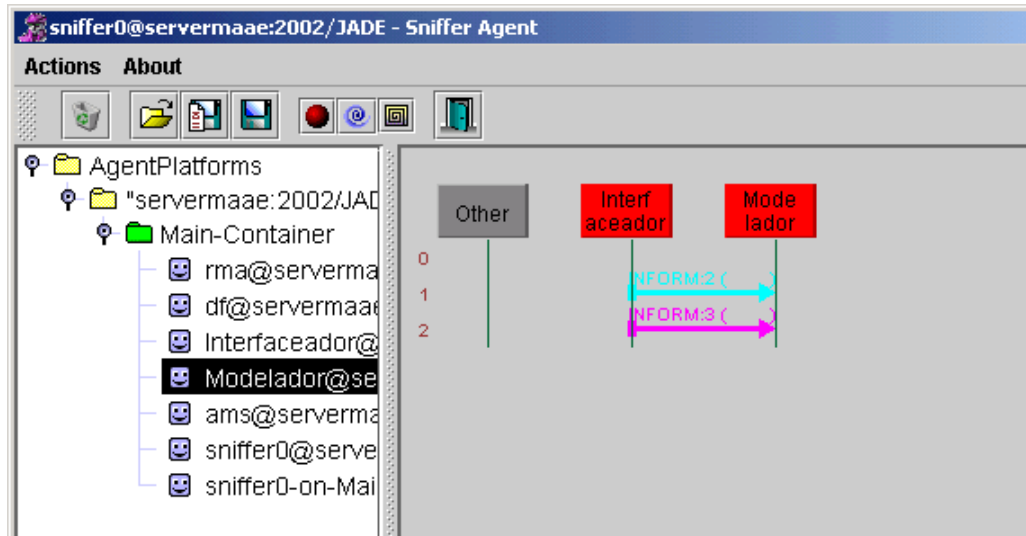 sniffer0@servermaae:2002/JADE - Sniffer Agent
Actions About
AgentPlatforms
"servermaae:2002/JAD
Main-Container
rma@serverma
df@servermaae
Interfaceador@
Modelador@se
ams@serverma
sniffer0@serve
sniffer0-on-Mai
Other
Interf
aceador
Mode
lador
0
INFORM:2 ( )
1
INFORM:3 ( )
2